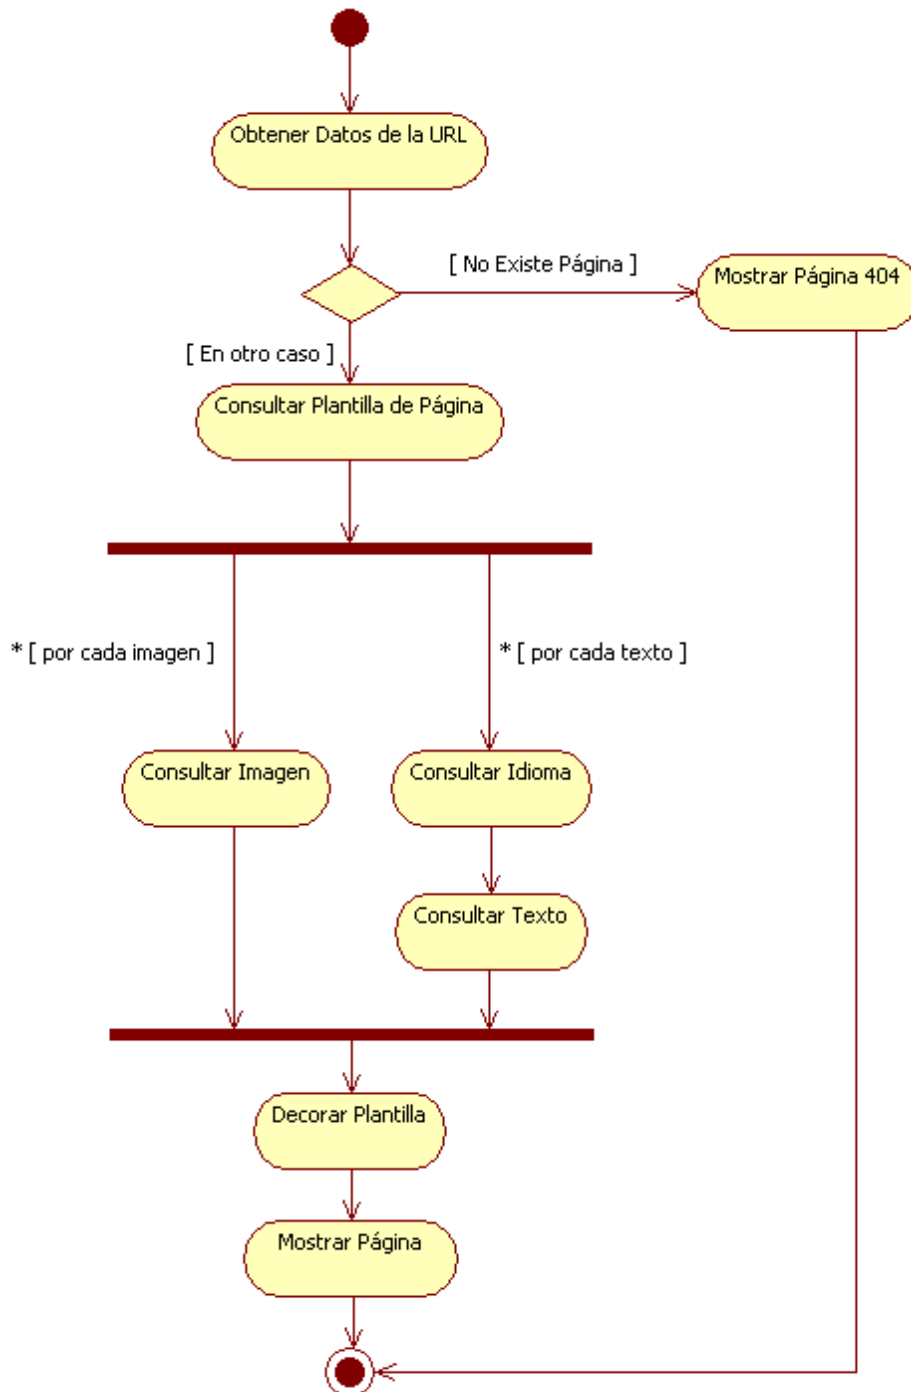 Obtener Datos de la URL
[ No Existe Página ]
Mostrar Página 404
[ En otro caso ]
Consultar Plantilla de Página
* [ por cada imagen ]
* [ por cada texto ]
Consultar Imagen
Consultar Idioma
Consultar Texto
Decorar Plantilla
Mostrar Página